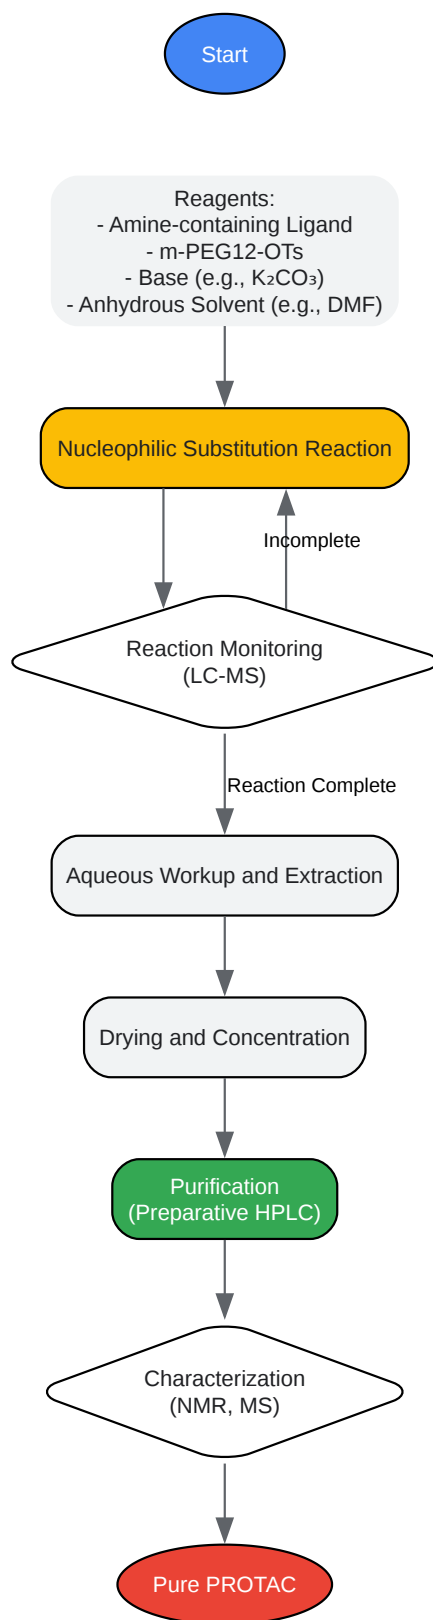 Start
Reagents:
- Amine-containing Ligand
- m-PEG12-OTs
- Base (e.g., K₂CO₃)
- Anhydrous Solvent (e.g., DMF)
Nucleophilic Substitution Reaction
Incomplete
Reaction Monitoring
(LC-MS)
Reaction Complete
Aqueous Workup and Extraction
Drying and Concentration
Purification
(Preparative HPLC)
Characterization
(NMR, MS)
Pure PROTAC